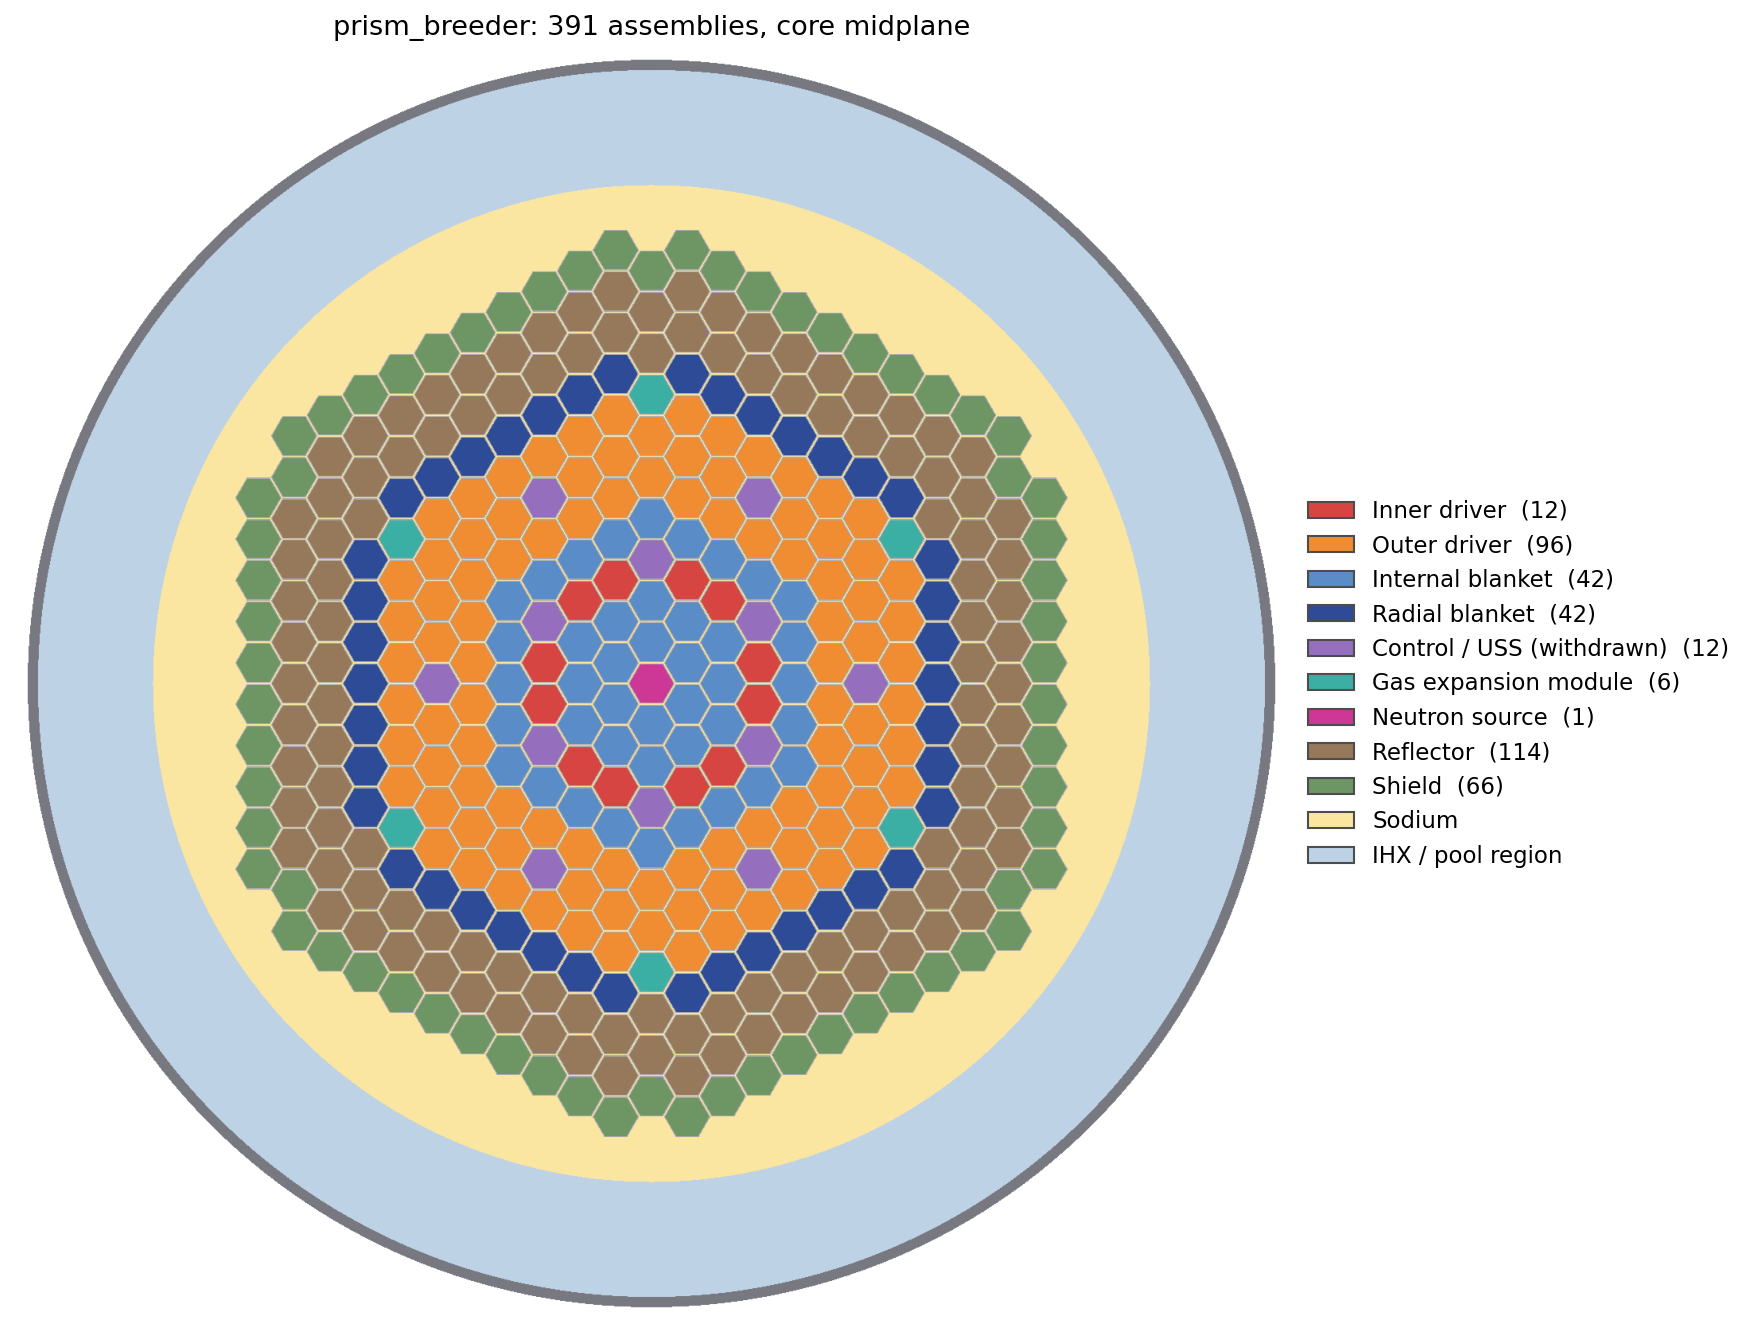 prism_breeder: 391 assemblies, core midplane
Inner driver (12)
Outer driver (96)
Internal blanket (42)
Radial blanket (42)
Control / USS (withdrawn) (12)
Gas expansion module (6)
Neutron source (1)
Reflector (114)
Shield (66)
Sodium
IHX / pool region